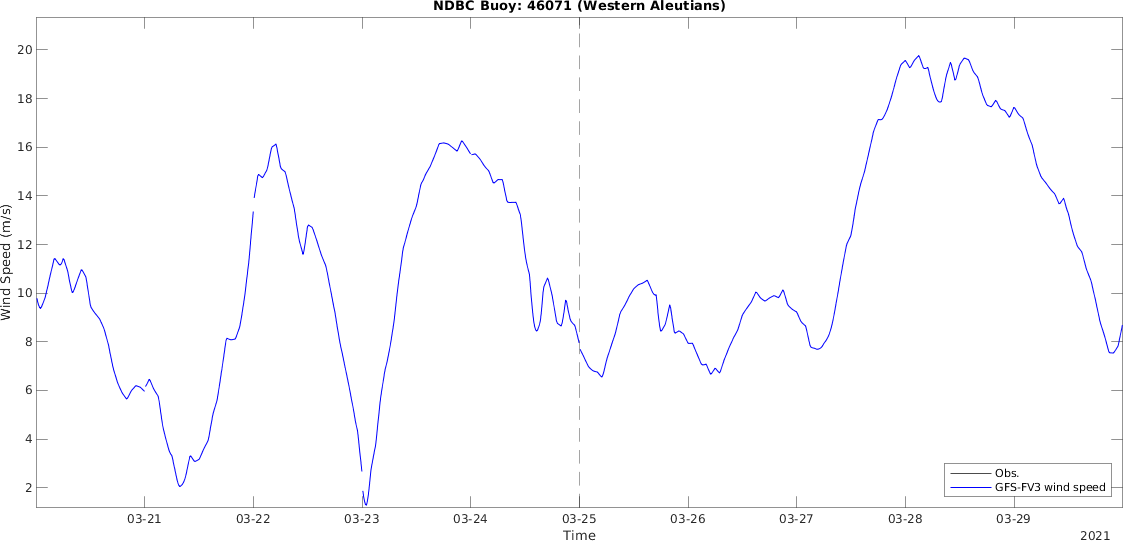 NDBC Buoy: 46071 (Western Aleutians)
Wind Speed (m/s)
20
18
16
14
12
10
8
6
4
2
Obs.
GFS-FV3 wind speed
03-21 03-22 03-23 03-24 03-25 03-26 03-27 03-28 03-29
Time
2021